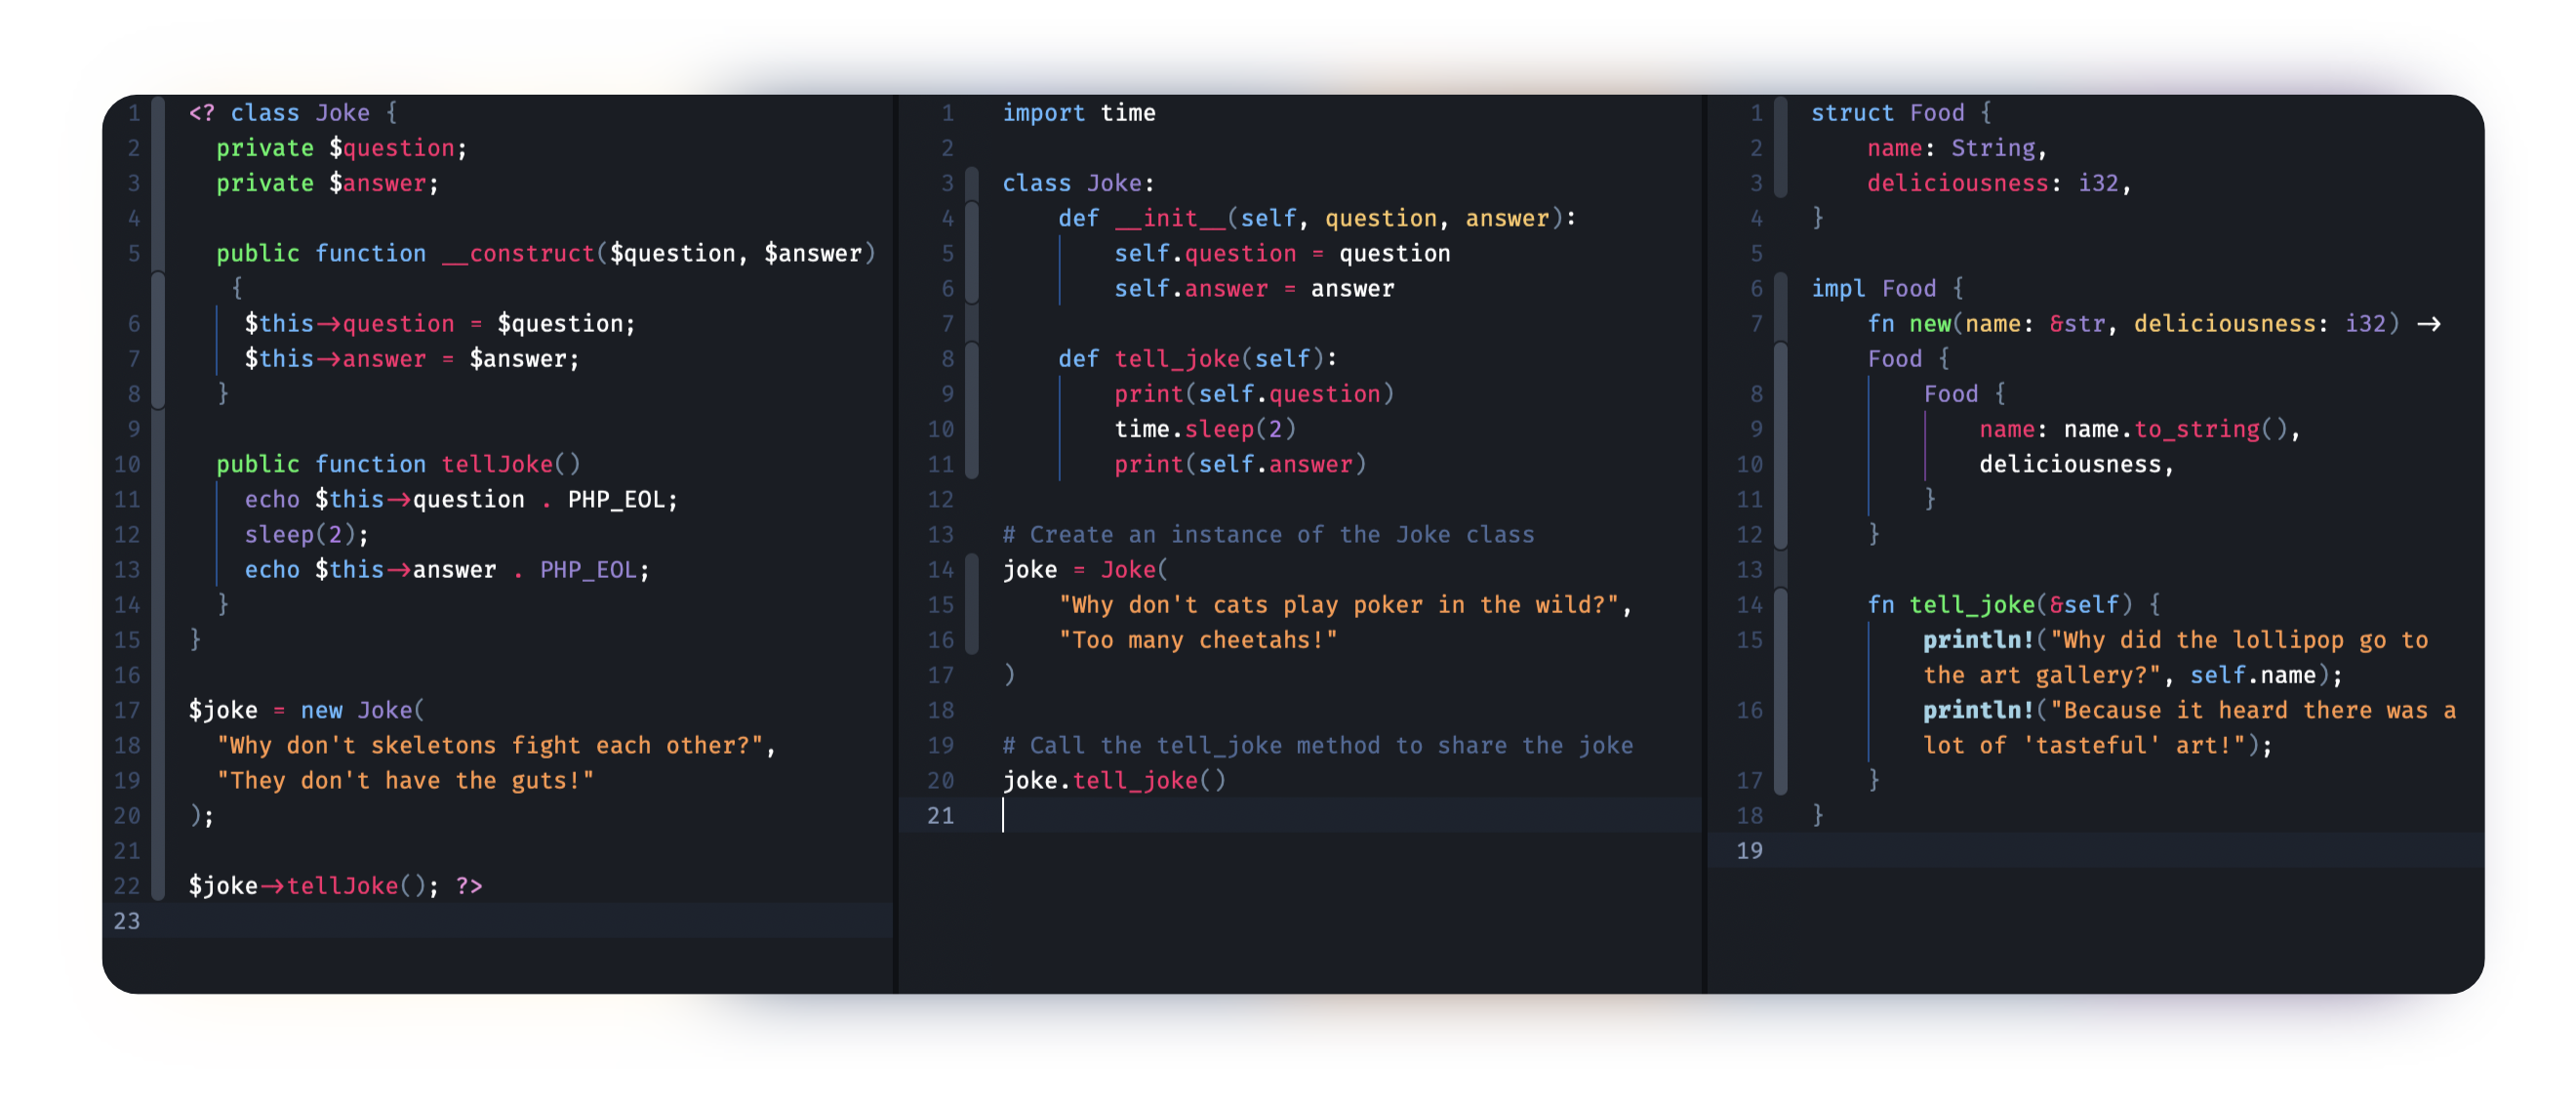 1 <? class Joke {
2 private $question;
3 private $answer;
4
5 public function __construct($question, $answer)
{
6 $this->question = $question;
7 $this->answer = $answer;
8 }
9
10 public function tellJoke()
11 echo $this->question . PHP_EOL;
12 sleep(2);
13 echo $this->answer . PHP_EOL;
14 }
15 }
16
17 $joke = new Joke(
18 "Why don't skeletons fight each other?",
19 "They don't have the guts!"
20 );
21
22 $joke->tellJoke(); ?>
23
1 import time
2
3 class Joke:
4 def __init__(self, question, answer):
5 self.question = question
6 self.answer = answer
7
8 def tell_joke(self):
9 print(self.question)
10 time.sleep(2)
11 print(self.answer)
12
13 # Create an instance of the Joke class
14 joke = Joke(
15 "Why don't cats play poker in the wild?",
16 "Too many cheetahs!"
17 )
18
19 # Call the tell_joke method to share the joke
20 joke.tell_joke()
21
1 struct Food {
2 name: String,
3 deliciousness: i32,
4 }
5
6 impl Food {
7 fn new(name: &str, deliciousness: i32) ->
Food {
8 Food {
9 name: name.to_string(),
10 deliciousness,
11 }
12 }
13
14 fn tell_joke(&self) {
15 println!("Why did the lollipop go to
the art gallery?", self.name);
16 println!("Because it heard there was a
lot of 'tasteful' art!");
17 }
18 }
19